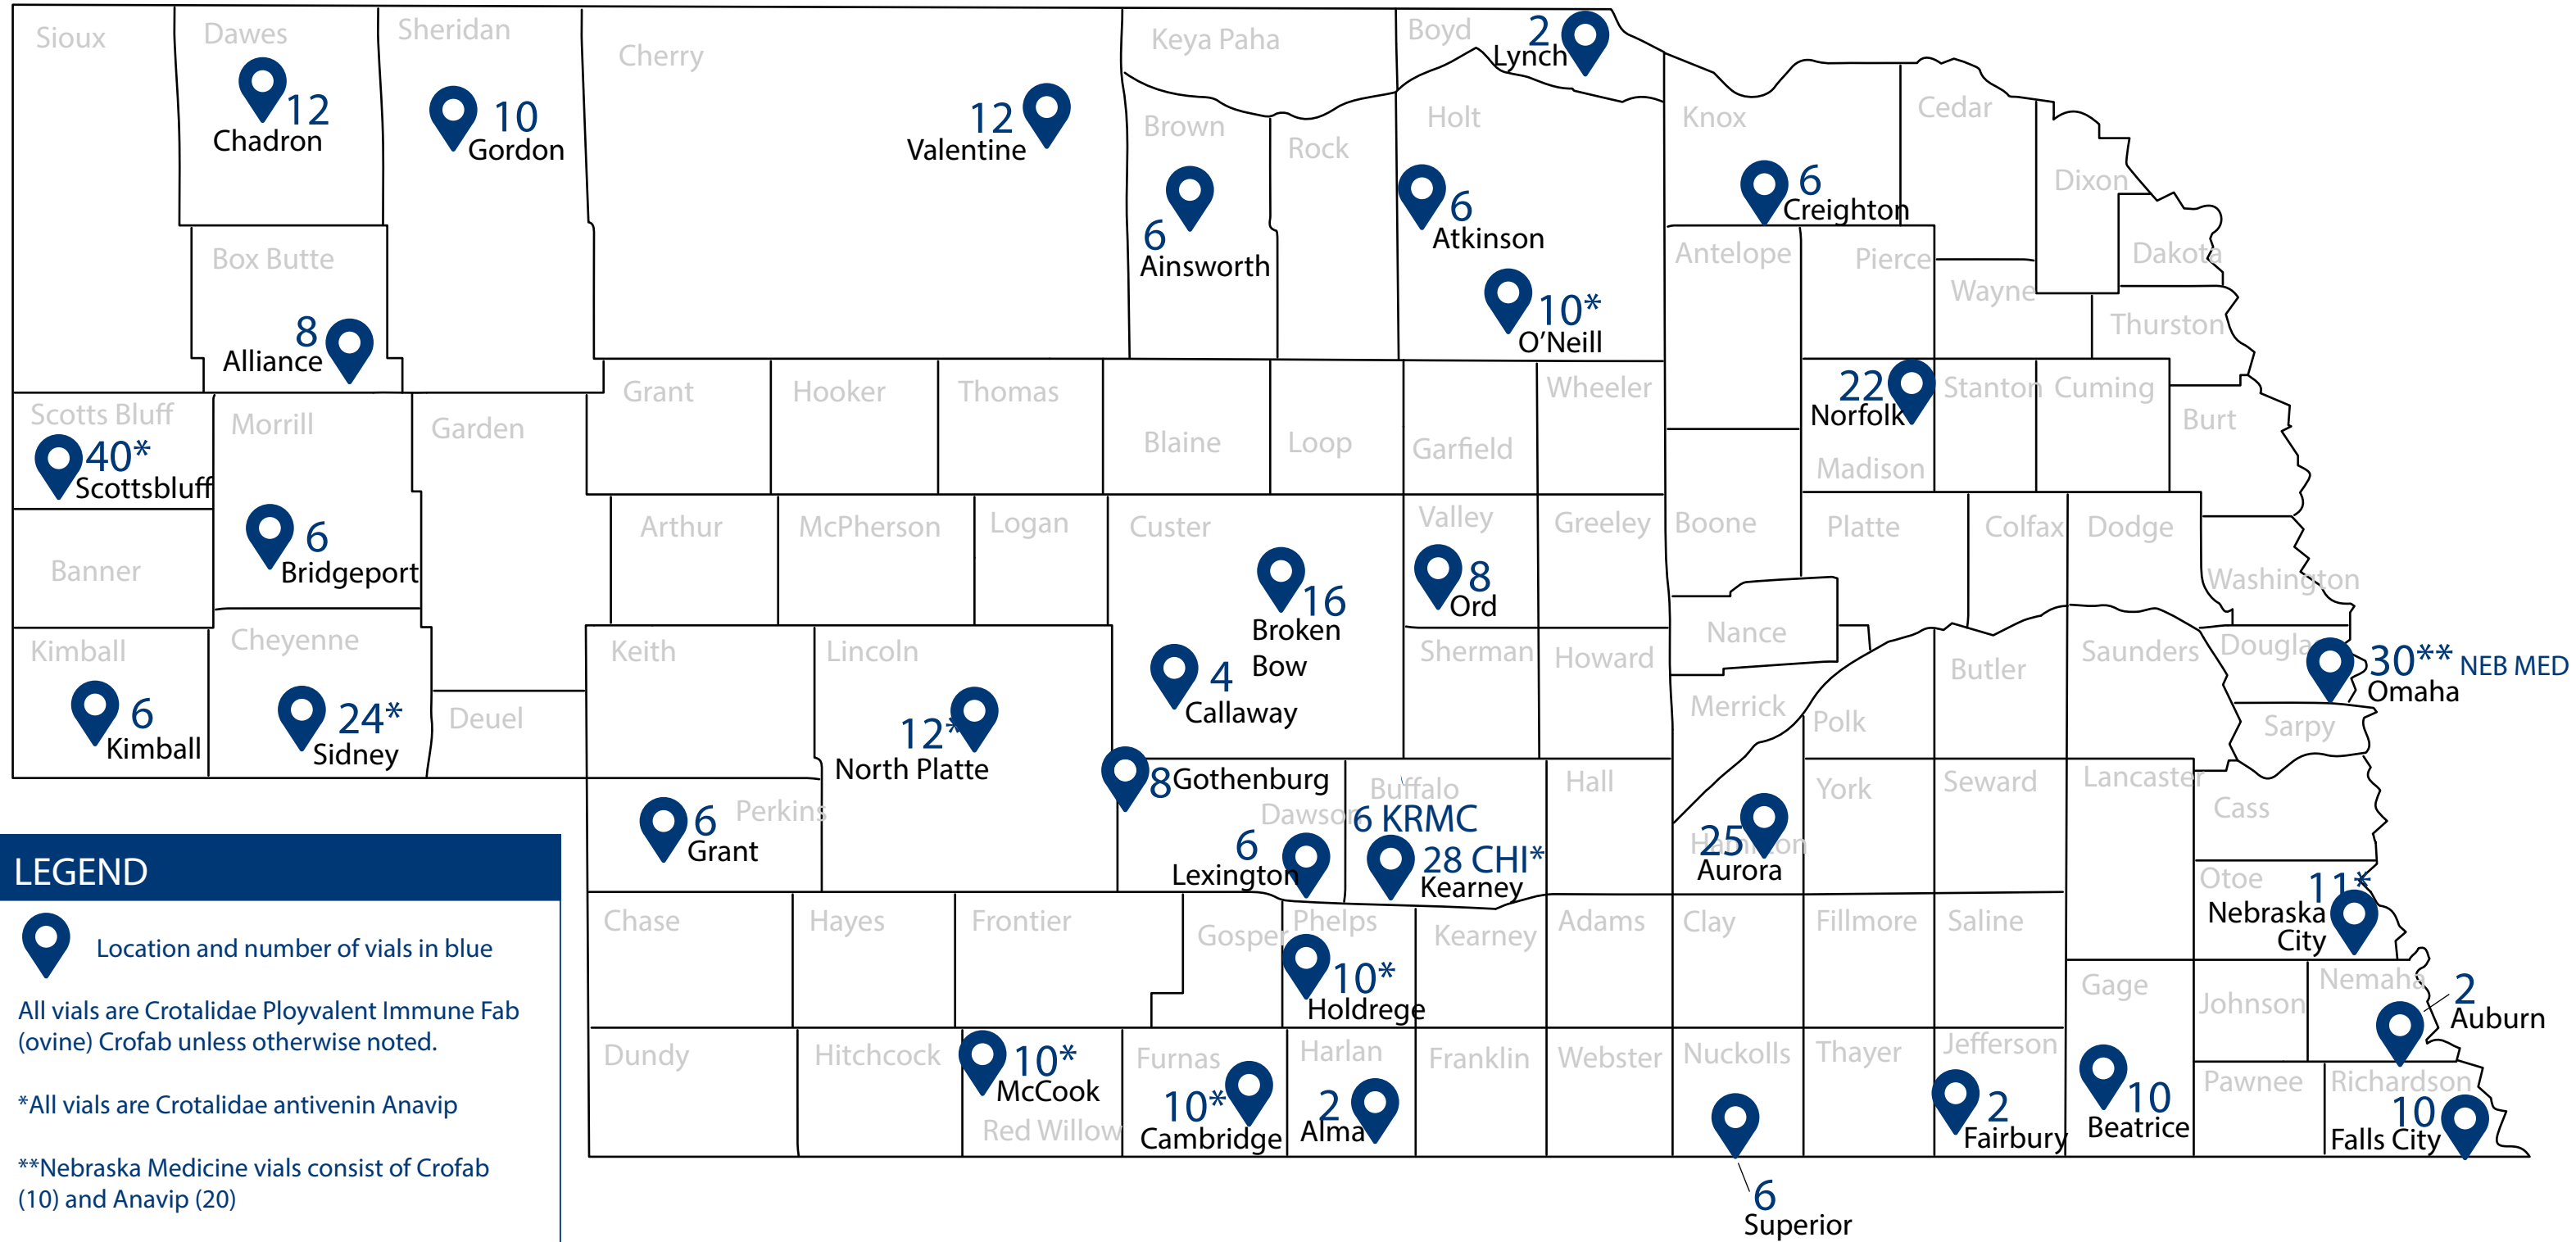 Sioux
Dawes
12
Chadron
Sheridan
10
Gordon
Cherry
12
Valentine
Keya Paha
Boyd
2
Lynch
Brown
6
Ainsworth
Rock
Holt
6
Atkinson
10*
O'Neill
Knox
6
Creighton
Cedar
Dixon
Dakota
Box Butte
8
Alliance
Antelope
Pierce
Wayne
Thurston
Scotts Bluff
40*
Scottsbluff
Morrill
6
Bridgeport
Garden
Grant
Hooker
Thomas
Blaine
Loop
Garfield
Wheeler
22
Norfolk
Madison
Stanton
Cuming
Burt
Banner
Arthur
McPherson
Logan
Custer
16
Broken
Bow
4
Callaway
Valley
8
Ord
Greeley
Boone
Platte
Colfax
Dodge
Washington
Kimball
6
Kimball
Cheyenne
24*
Sidney
Deuel
Keith
Lincoln
12*
North Platte
Sherman
Howard
Nance
Merrick
Polk
Butler
Saunders
Douglas
30** NEB MED
Omaha
Sarpy
6
Perkins
Grant
8
Gothenburg
Dawson
6
Lexington
Buffalo
6 KRMC
28 CHI*
Kearney
Hall
Hamilton
25
Aurora
York
Seward
Lancaster
Cass
Otoe
11*
Nebraska
City
Chase
Hayes
Frontier
Gosper
Phelps
10*
Holdrege
Kearney
Adams
Clay
Fillmore
Saline
Gage
10
Beatrice
Johnson
Nemaha
2
Auburn
Dundy
Hitchcock
10*
McCook
Red Willow
Furnas
10*
Cambridge
Harlan
2
Alma
Franklin
Webster
Nuckolls
6
Superior
Thayer
Jefferson
2
Fairbury
Pawnee
Richardson
10
Falls City
LEGEND
Location and number of vials in blue
All vials are Crotalidae Ployvalent Immune Fab
(ovine) Crofab unless otherwise noted.
*All vials are Crotalidae antivenin Anavip
**Nebraska Medicine vials consist of Crofab
(10) and Anavip (20)